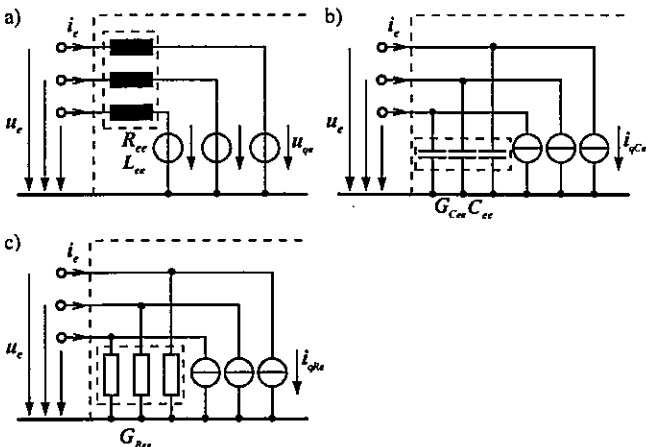 a)
i_e
u_e
R_ee
L_ee
u_qe
b)
i_e
u_e
i_qCe
G_Cee C_ee
c)
i_e
u_e
i_qRe
G_Ree